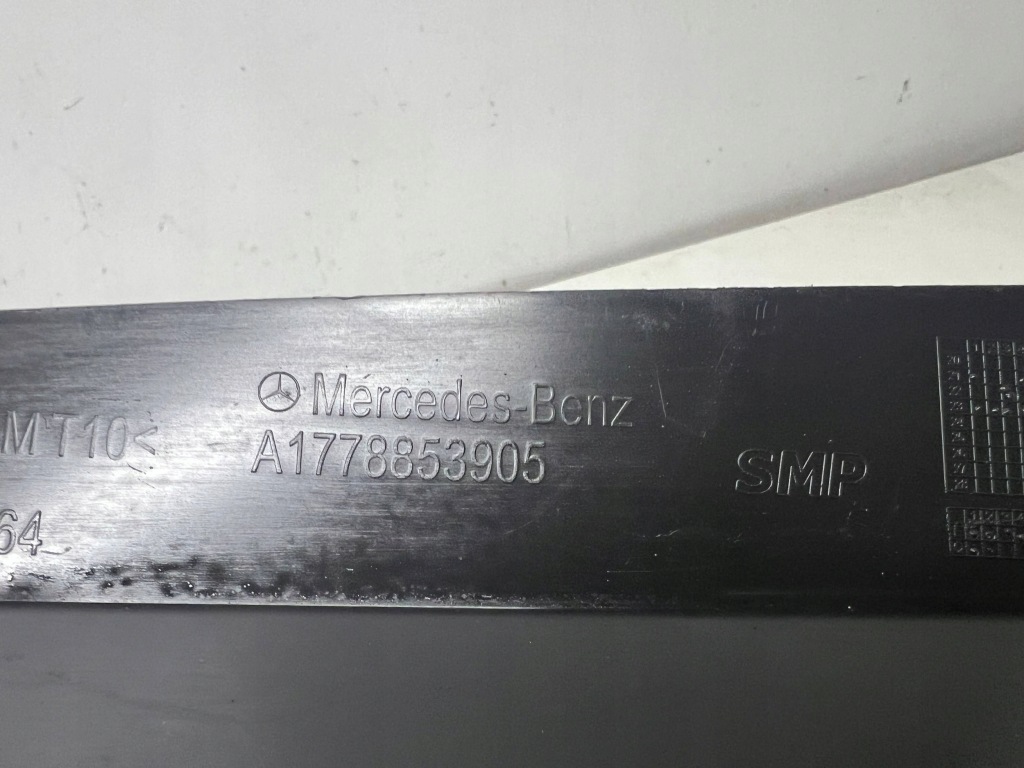 Mercedes-Benz
MT10<
A1778853905
SMP
64